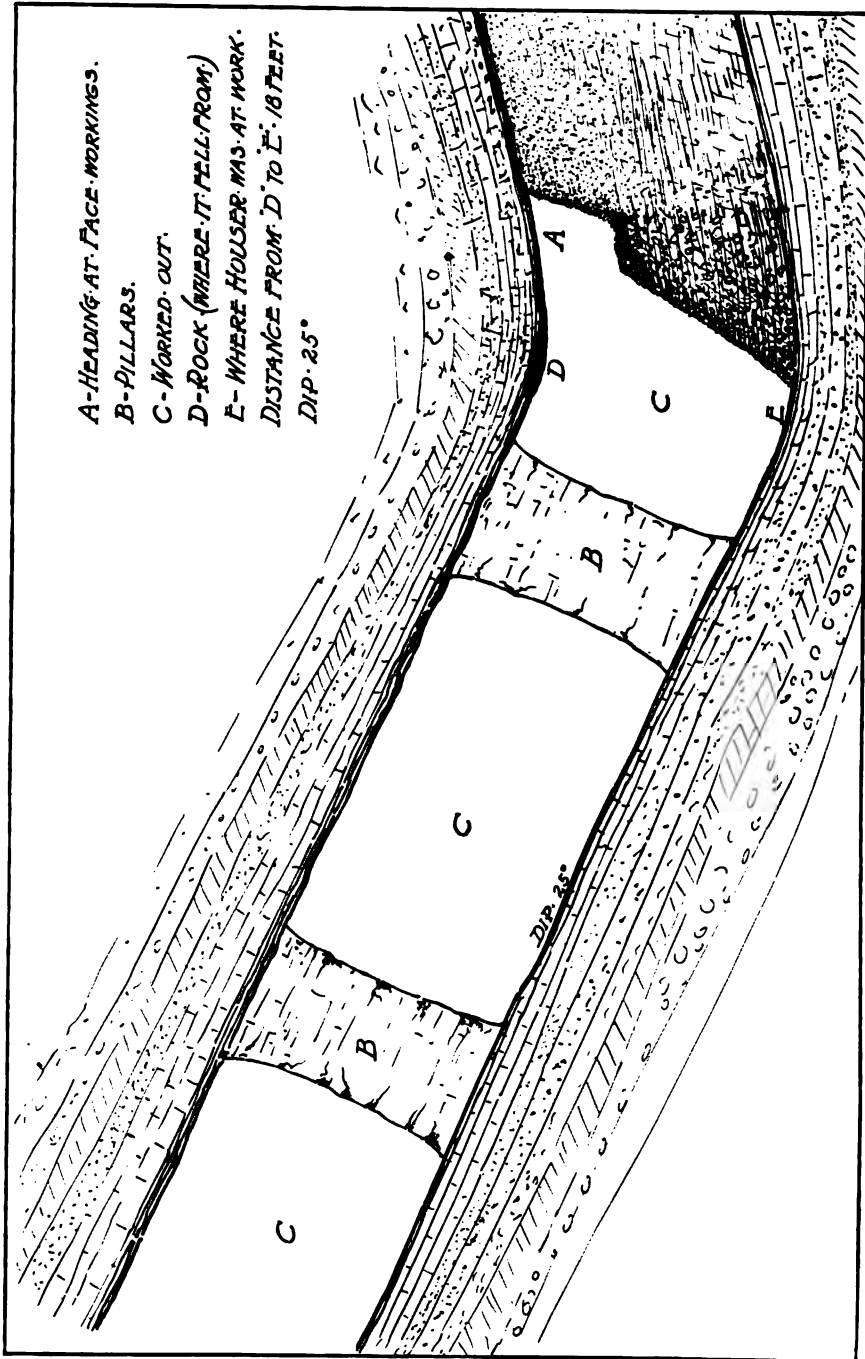 A-HEADING·AT·FACE·WORKINGS.
B-PILLARS.
C-WORKED·OUT·
D-ROCK (WHERE·IT·FELL·FROM)
E-WHERE HOUSER·WAS·AT·WORK·
DISTANCE FROM "D" TO "E"·18 FEET·
DIP·25°
A
D
C
E
B
C
DIP·25°
B
C